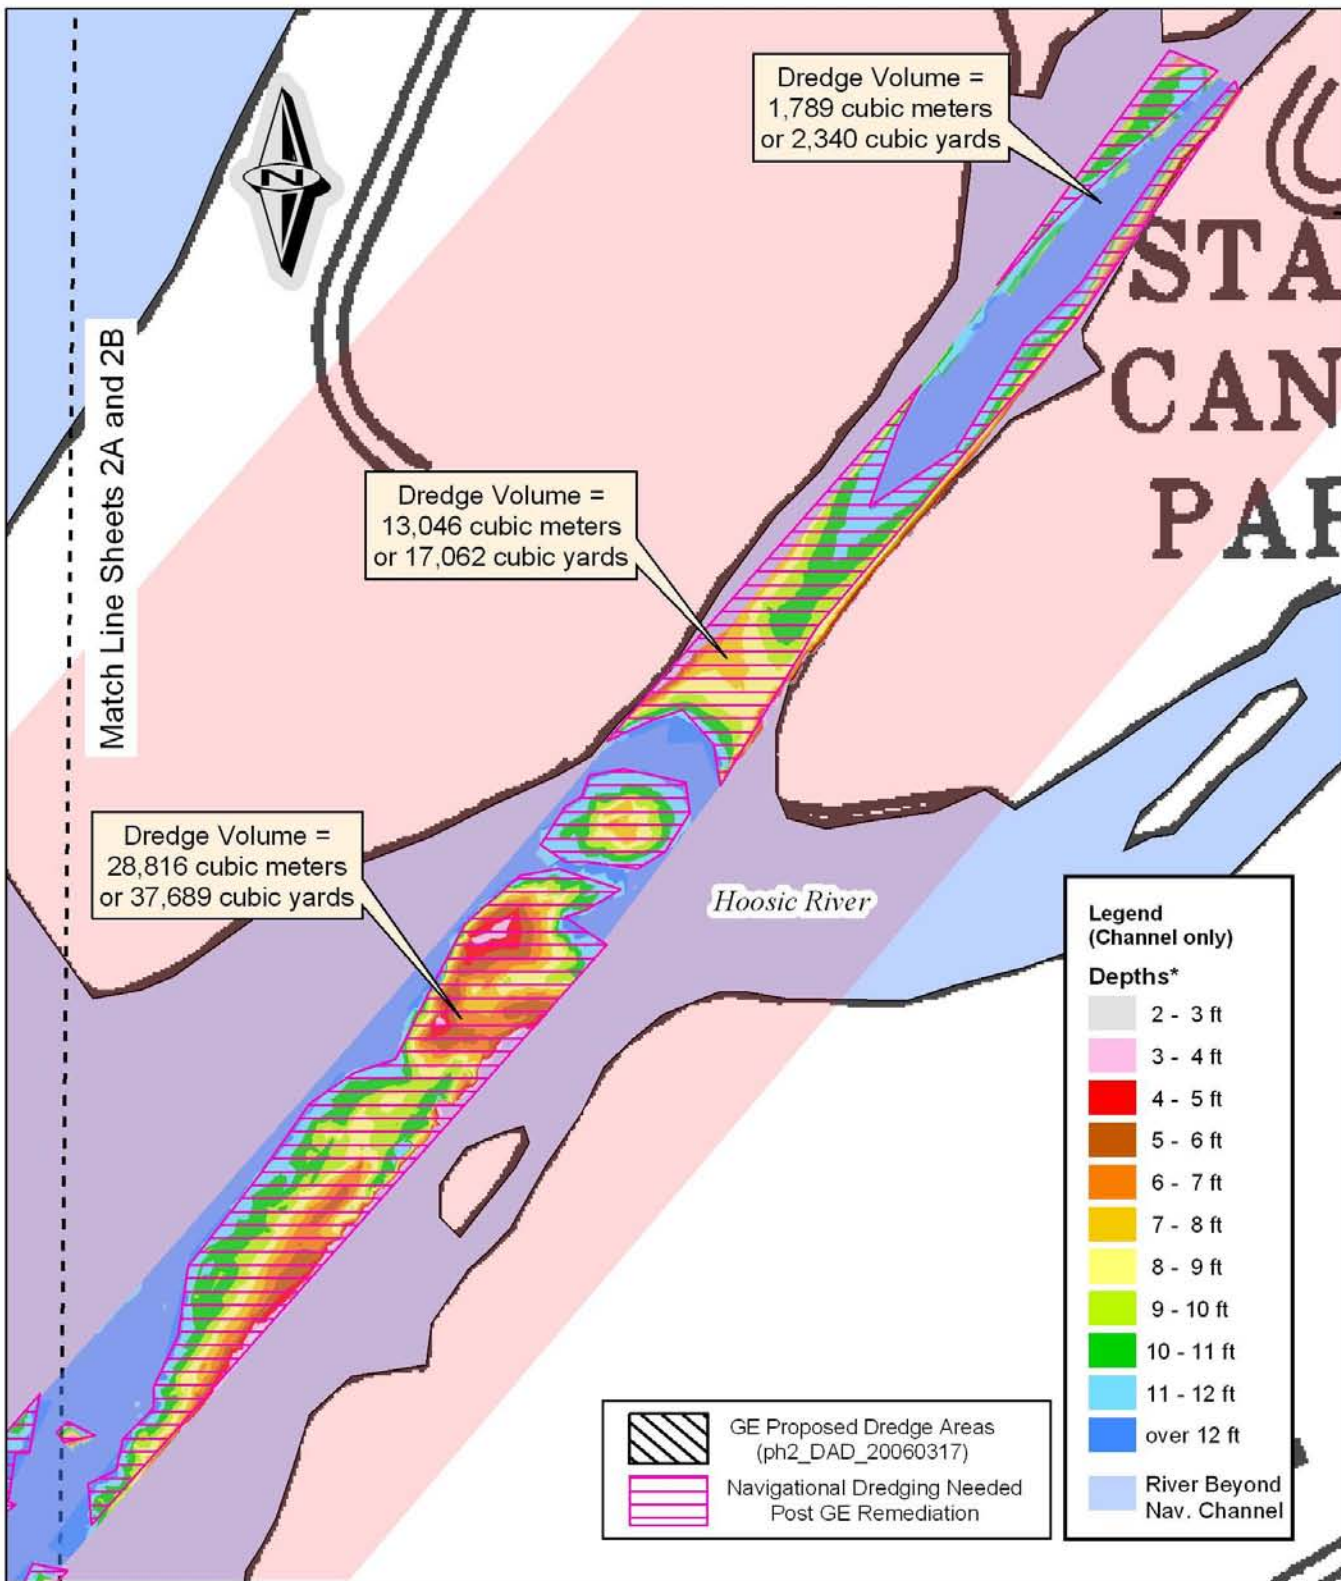 Dredge Volume =
1,789 cubic meters
or 2,340 cubic yards
N
STA
CAN
PAR
Match Line Sheets 2A and 2B
Dredge Volume =
13,046 cubic meters
or 17,062 cubic yards
Dredge Volume =
28,816 cubic meters
or 37,689 cubic yards
Hoosic River
Legend
(Channel only)
Depths*
2 - 3 ft
3 - 4 ft
4 - 5 ft
5 - 6 ft
6 - 7 ft
7 - 8 ft
8 - 9 ft
9 - 10 ft
10 - 11 ft
11 - 12 ft
over 12 ft
River Beyond
Nav. Channel
GE Proposed Dredge Areas
(ph2_DAD_20060317)
Navigational Dredging Needed
Post GE Remediation